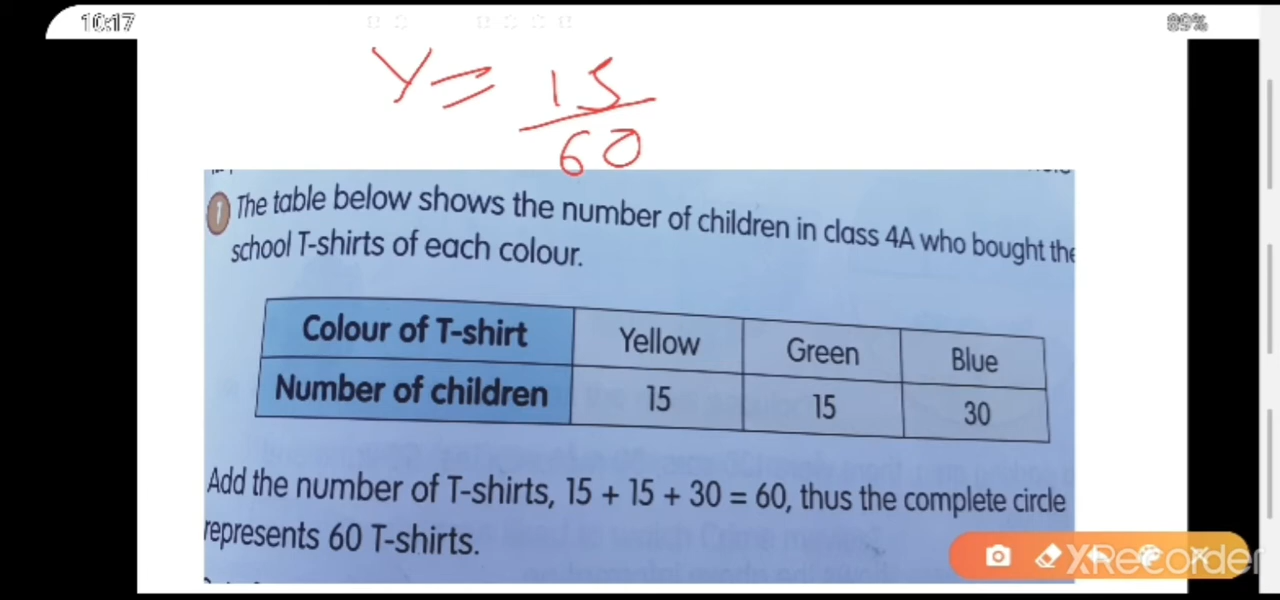 10:17
89%
Y = 15
60
1 The table below shows the number of children in class 4A who bought the
school T-shirts of each colour.
Colour of T-shirt Yellow Green Blue
Number of children 15 15 30
Add the number of T-shirts, 15 + 15 + 30 = 60, thus the complete circle
represents 60 T-shirts.
XRecorder